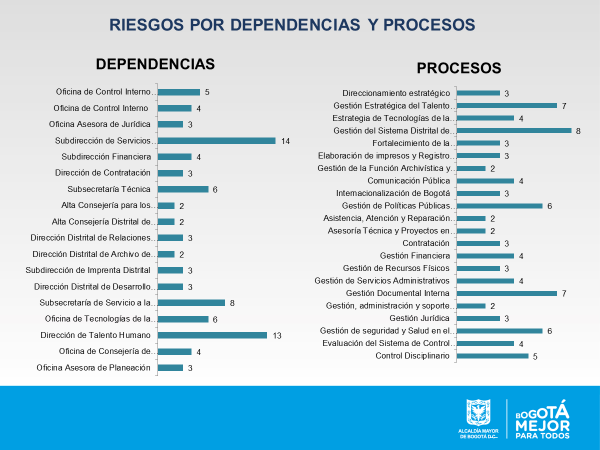 RIESGOS POR DEPENDENCIAS Y PROCESOS
DEPENDENCIAS
Oficina de Control Interno.. 5
Oficina de Control Interno 4
Oficina Asesora de Jurídica 3
Subdirección de Servicios.. 14
Subdirección Financiera 4
Dirección de Contratación 3
Subsecretaría Técnica 6
Alta Consejería para los.. 2
Alta Consejería Distrital de.. 2
Dirección Distrital de Relaciones.. 3
Dirección Distrital de Archivo de.. 2
Subdirección de Imprenta Distrital 3
Dirección Distrital de Desarrollo.. 3
Subsecretaría de Servicio a la.. 8
Oficina de Tecnologías de la.. 6
Dirección de Talento Humano 13
Oficina de Consejería de.. 4
Oficina Asesora de Planeación 3
PROCESOS
Direccionamiento estratégico 3
Gestión Estratégica del Talento.. 7
Estrategia de Tecnologías de la.. 4
Gestión del Sistema Distrital de.. 8
Fortalecimiento de la.. 3
Elaboración de impresos y Registro.. 3
Gestión de la Función Archivística y.. 2
Comunicación Pública 4
Internacionalización de Bogotá 3
Gestión de Políticas Públicas.. 6
Asistencia, Atención y Reparación.. 2
Asesoría Técnica y Proyectos en.. 2
Contratación 3
Gestión Financiera 4
Gestión de Recursos Físicos 3
Gestión de Servicios Administrativos 4
Gestión Documental Interna 7
Gestión, administración y soporte.. 2
Gestión Jurídica 3
Gestión de seguridad y Salud en el.. 6
Evaluación del Sistema de Control.. 4
Control Disciplinario 5
ALCALDÍA MAYOR
DE BOGOTÁ D.C.
BOGOTÁ
MEJOR
PARA TODOS